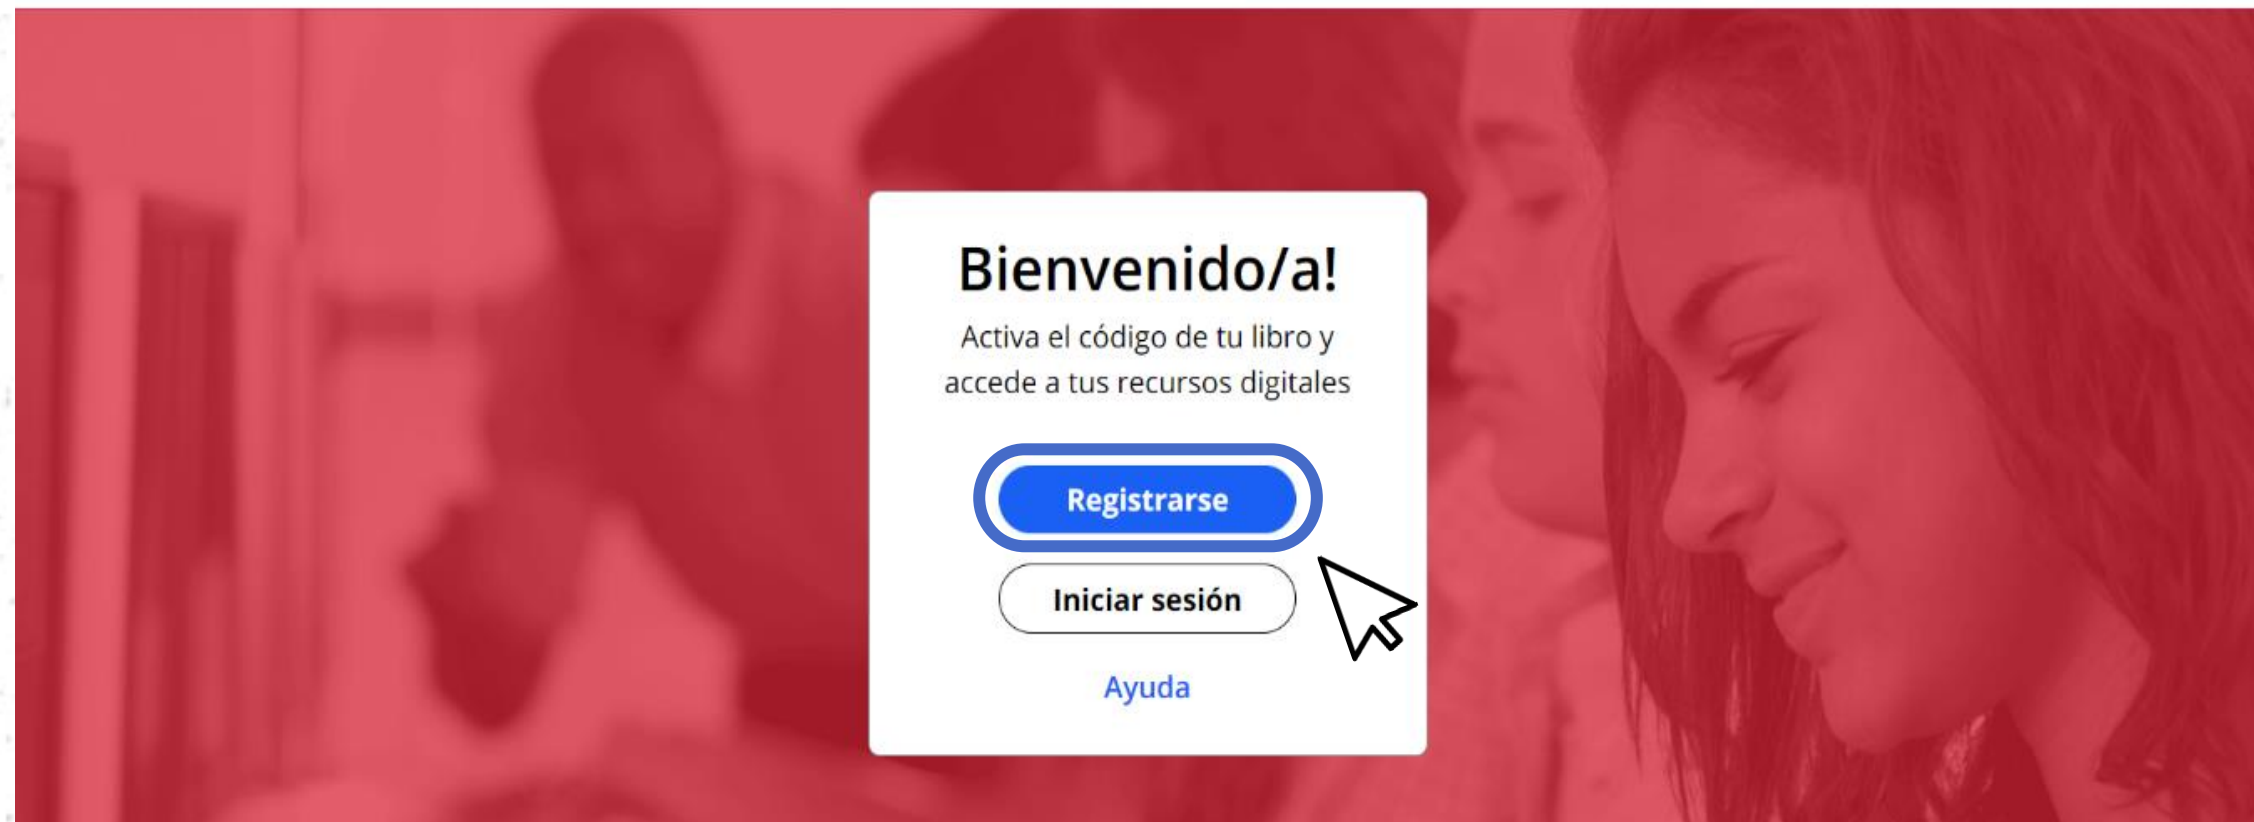 Bienvenido/a!
Activa el código de tu libro y
accede a tus recursos digitales
Registrarse
Iniciar sesión
Ayuda